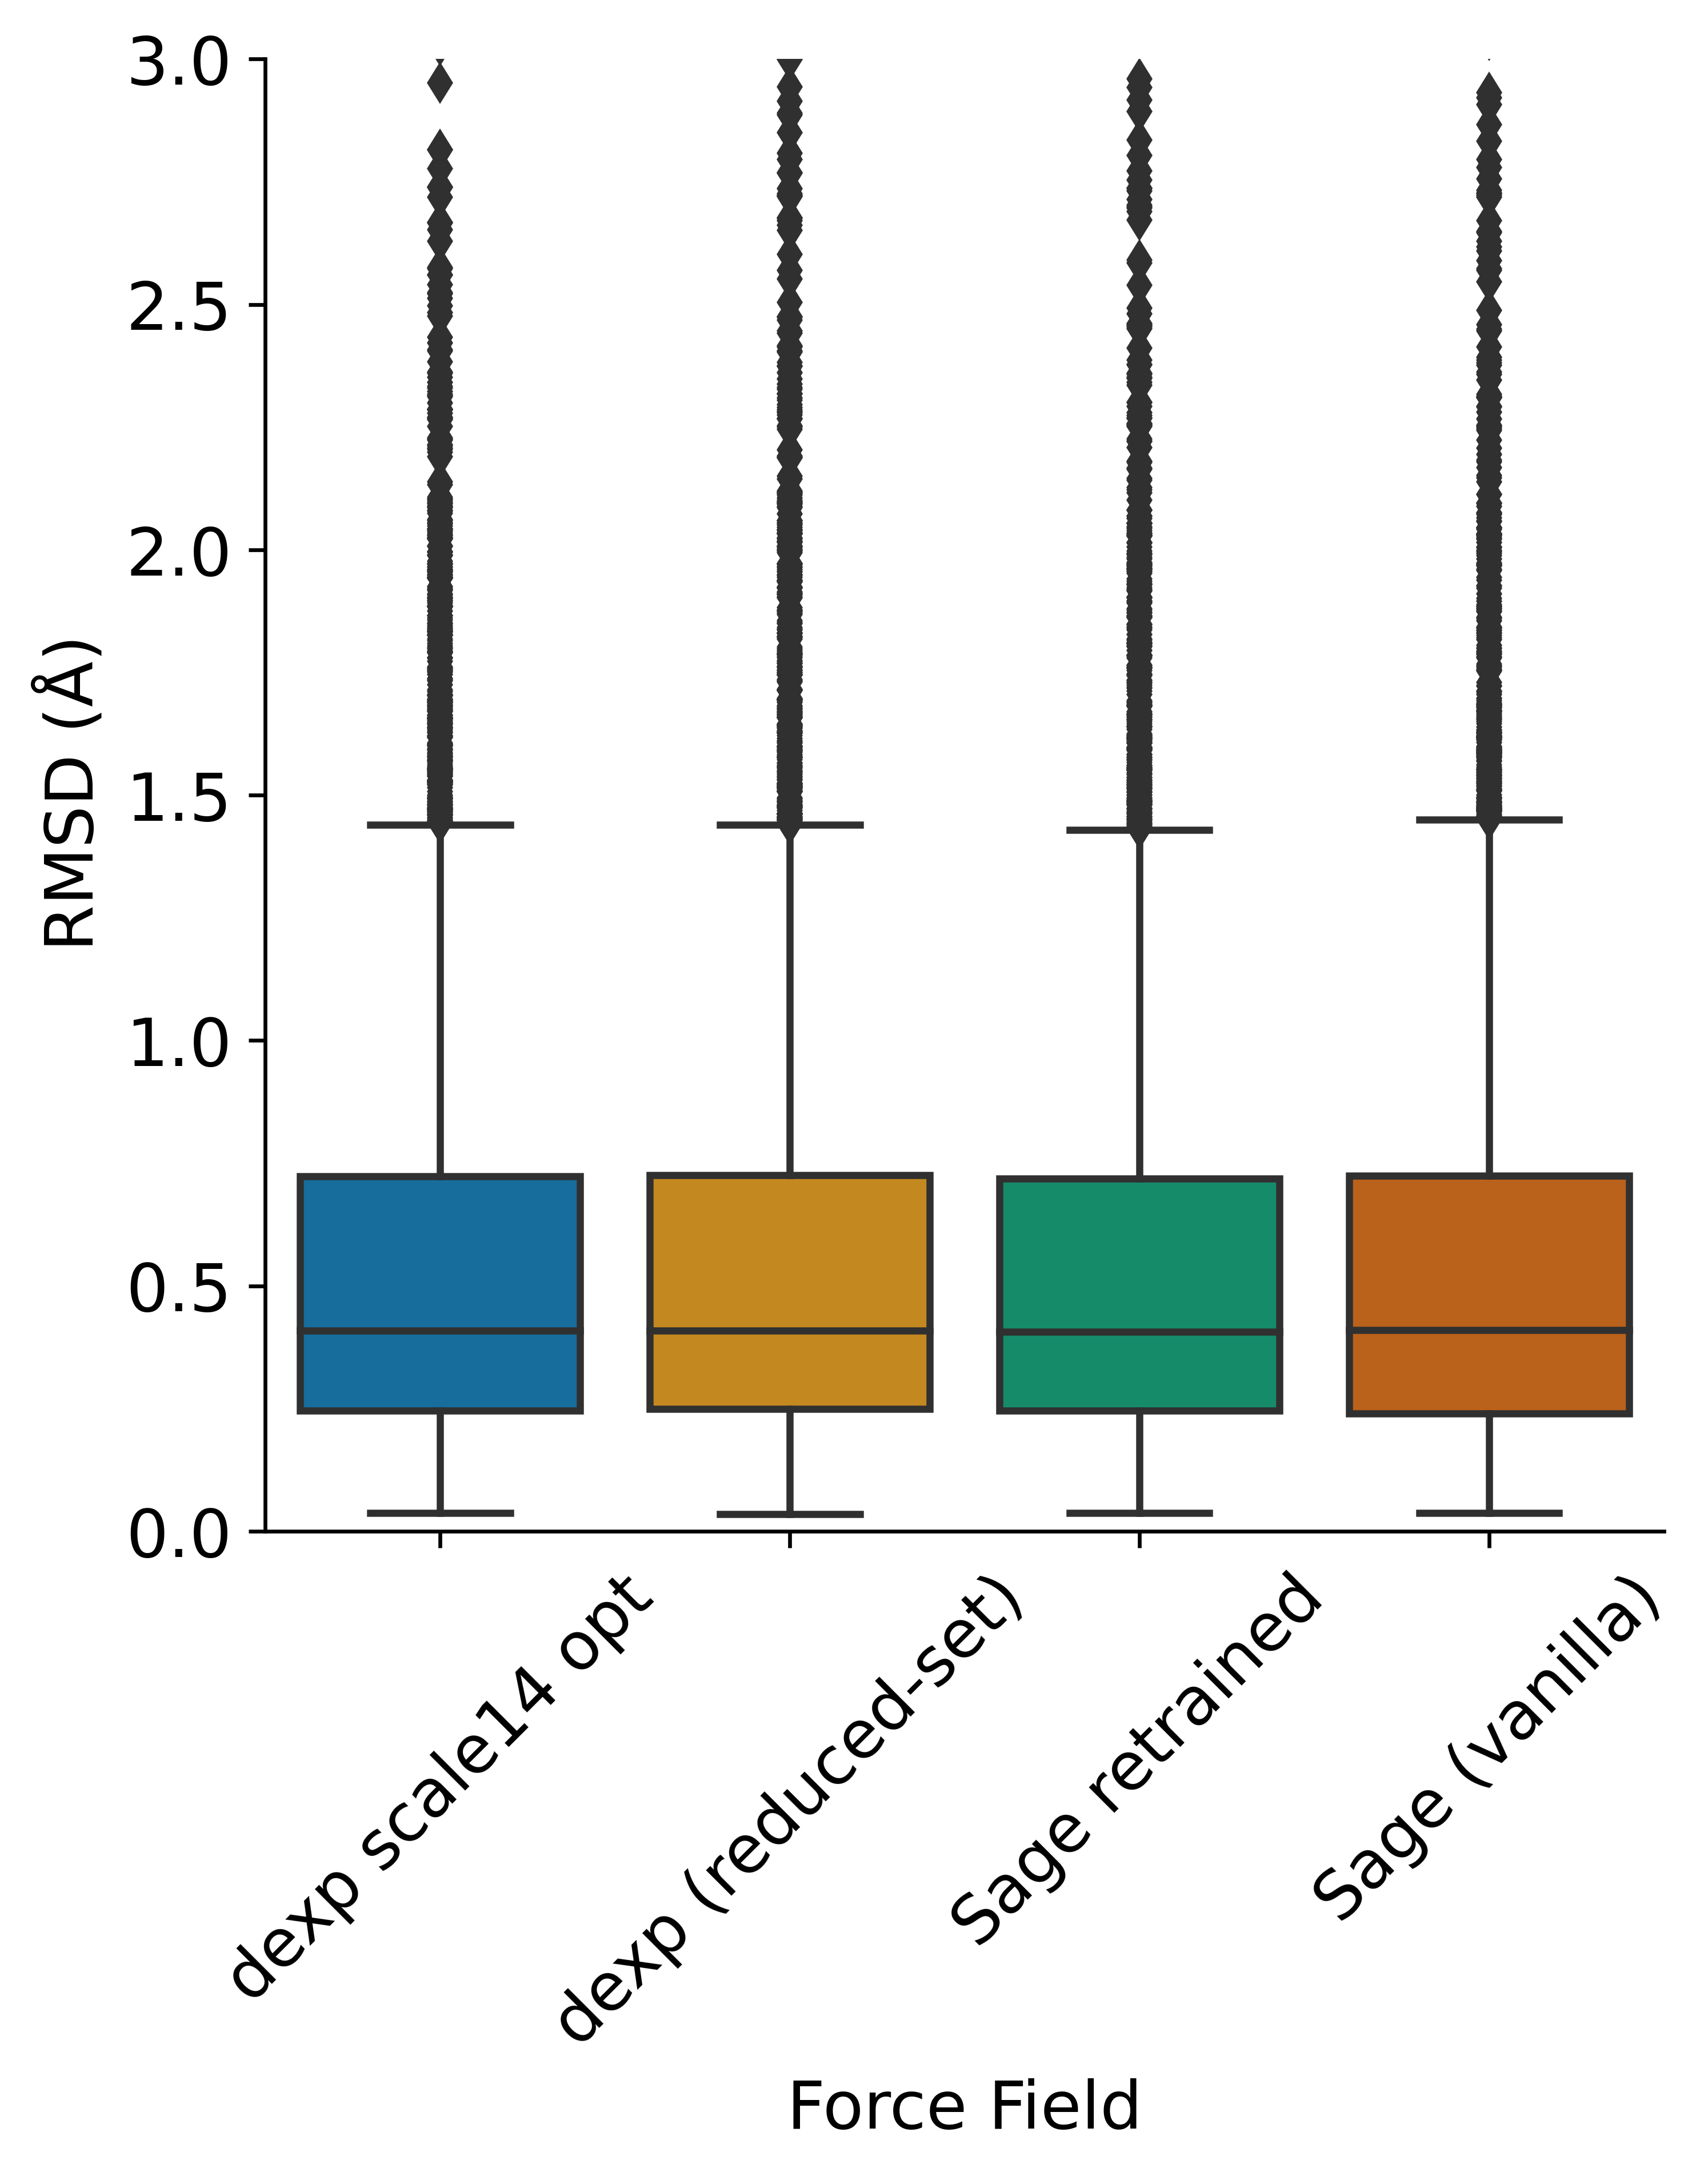 3.0
2.5
2.0
1.5
1.0
0.5
0.0
RMSD (Å)
dexp scale14 opt
dexp (reduced-set)
Sage retrained
Sage (vanilla)
Force Field